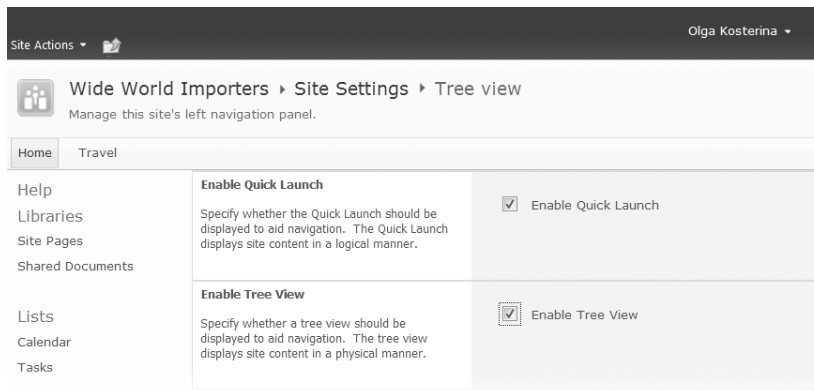 Olga Kosterina
Site Actions
Wide World Importers Site Settings Tree view
Manage this site's left navigation panel.
Home Travel
Help
Libraries
Site Pages
Shared Documents
Lists
Calendar
Tasks
Enable Quick Launch
Specify whether the Quick Launch should be
displayed to aid navigation. The Quick Launch
displays site content in a logical manner.
Enable Quick Launch
Enable Tree View
Specify whether a tree view should be
displayed to aid navigation. The tree view
displays site content in a physical manner.
Enable Tree View